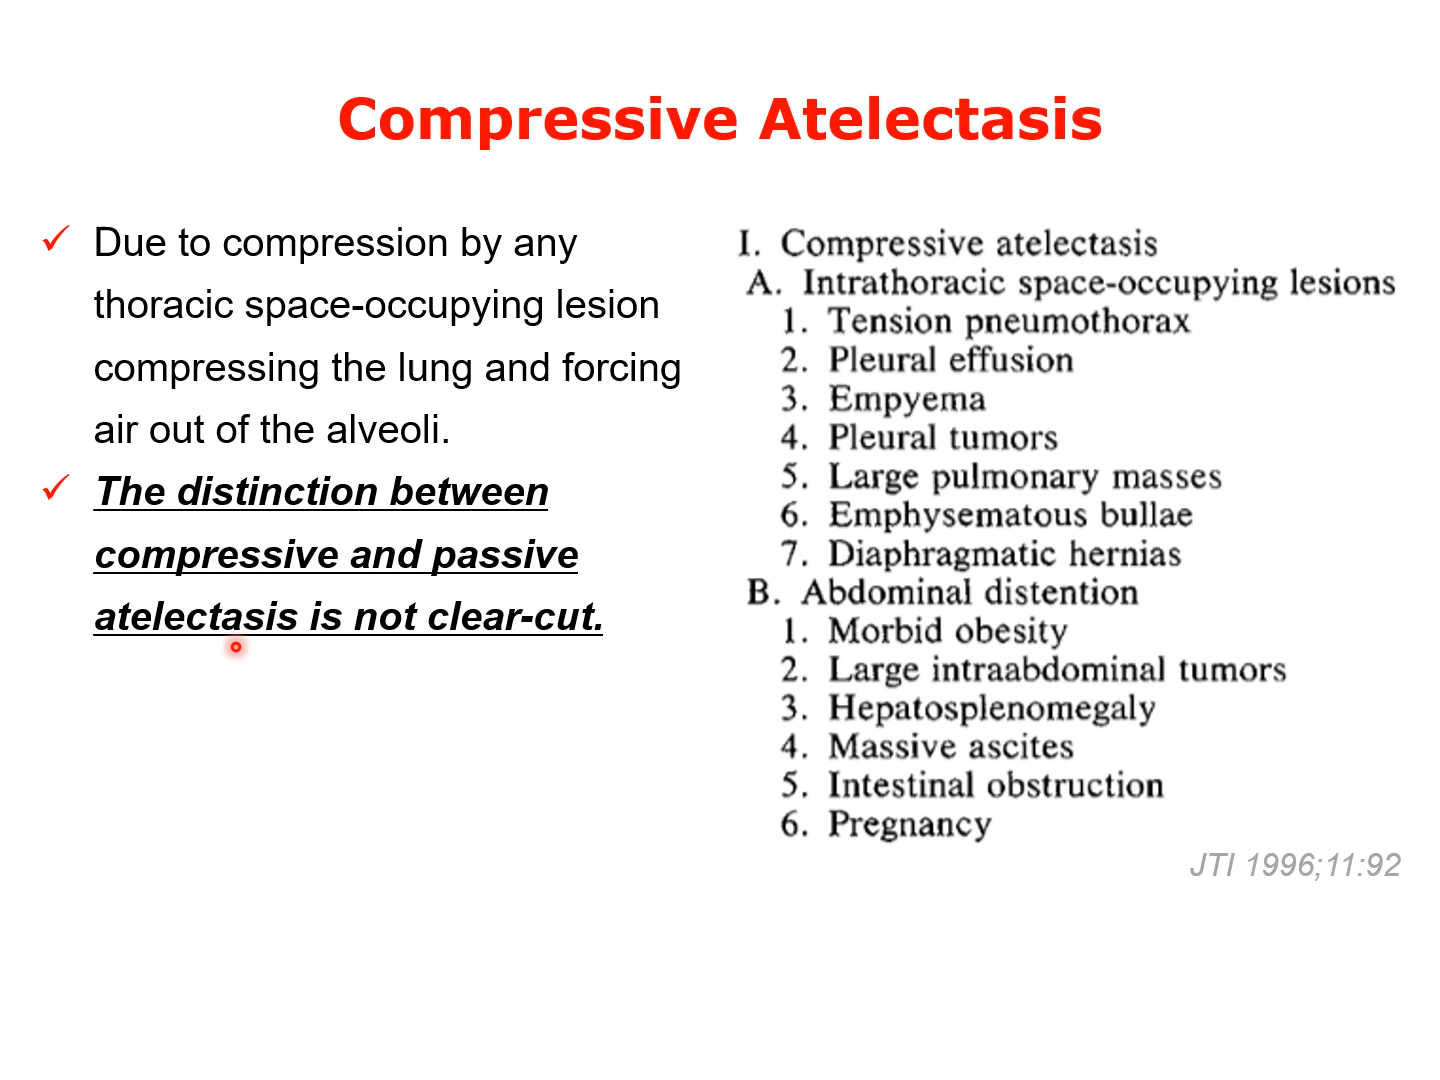 Compressive Atelectasis
✓ Due to compression by any
thoracic space-occupying lesion
compressing the lung and forcing
air out of the alveoli.
✓ The distinction between
compressive and passive
atelectasis is not clear-cut.
I. Compressive atelectasis
A. Intrathoracic space-occupying lesions
1. Tension pneumothorax
2. Pleural effusion
3. Empyema
4. Pleural tumors
5. Large pulmonary masses
6. Emphysematous bullae
7. Diaphragmatic hernias
B. Abdominal distention
1. Morbid obesity
2. Large intraabdominal tumors
3. Hepatosplenomegaly
4. Massive ascites
5. Intestinal obstruction
6. Pregnancy
JTI 1996;11:92